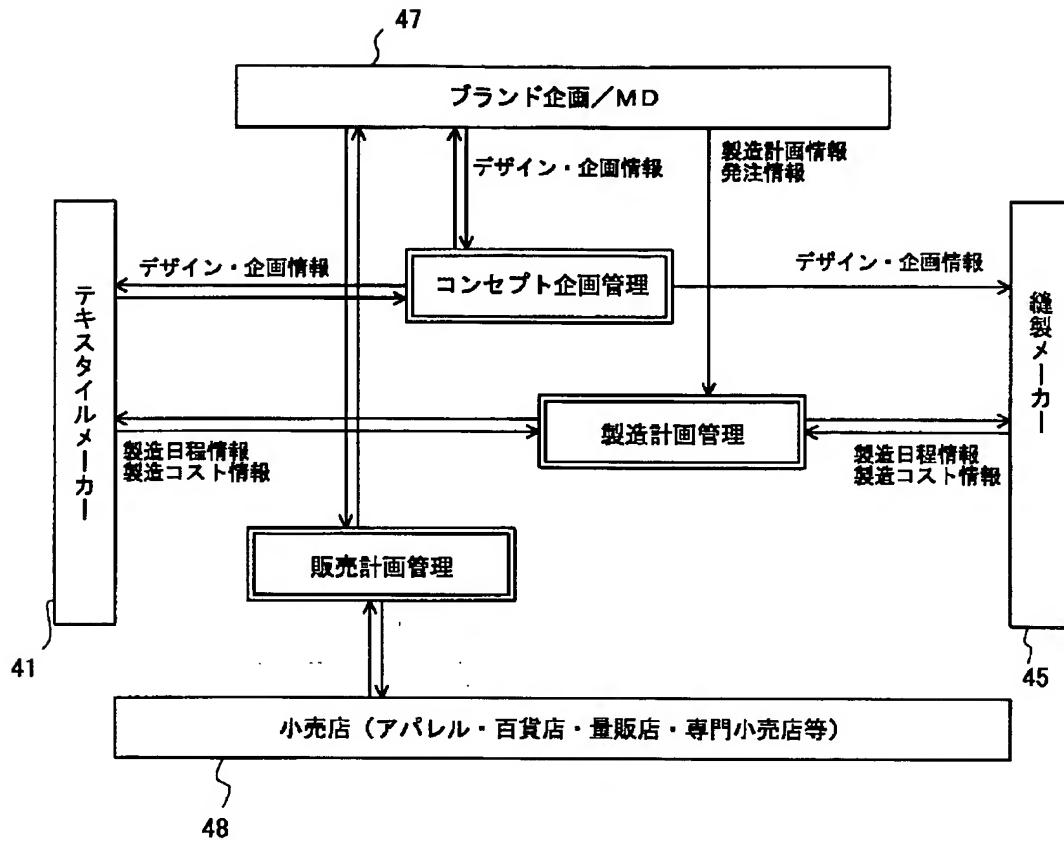 47
ブランド企画／MD
デザイン・企画情報
製造計画情報
発注情報
デザイン・企画情報
コンセプト企画管理
デザイン・企画情報
テキスタイルメーカー
縫製メーカー
製造計画管理
製造日程情報
製造コスト情報
製造日程情報
製造コスト情報
販売計画管理
41
45
小売店（アパレル・百貨店・量販店・専門小売店等）
48